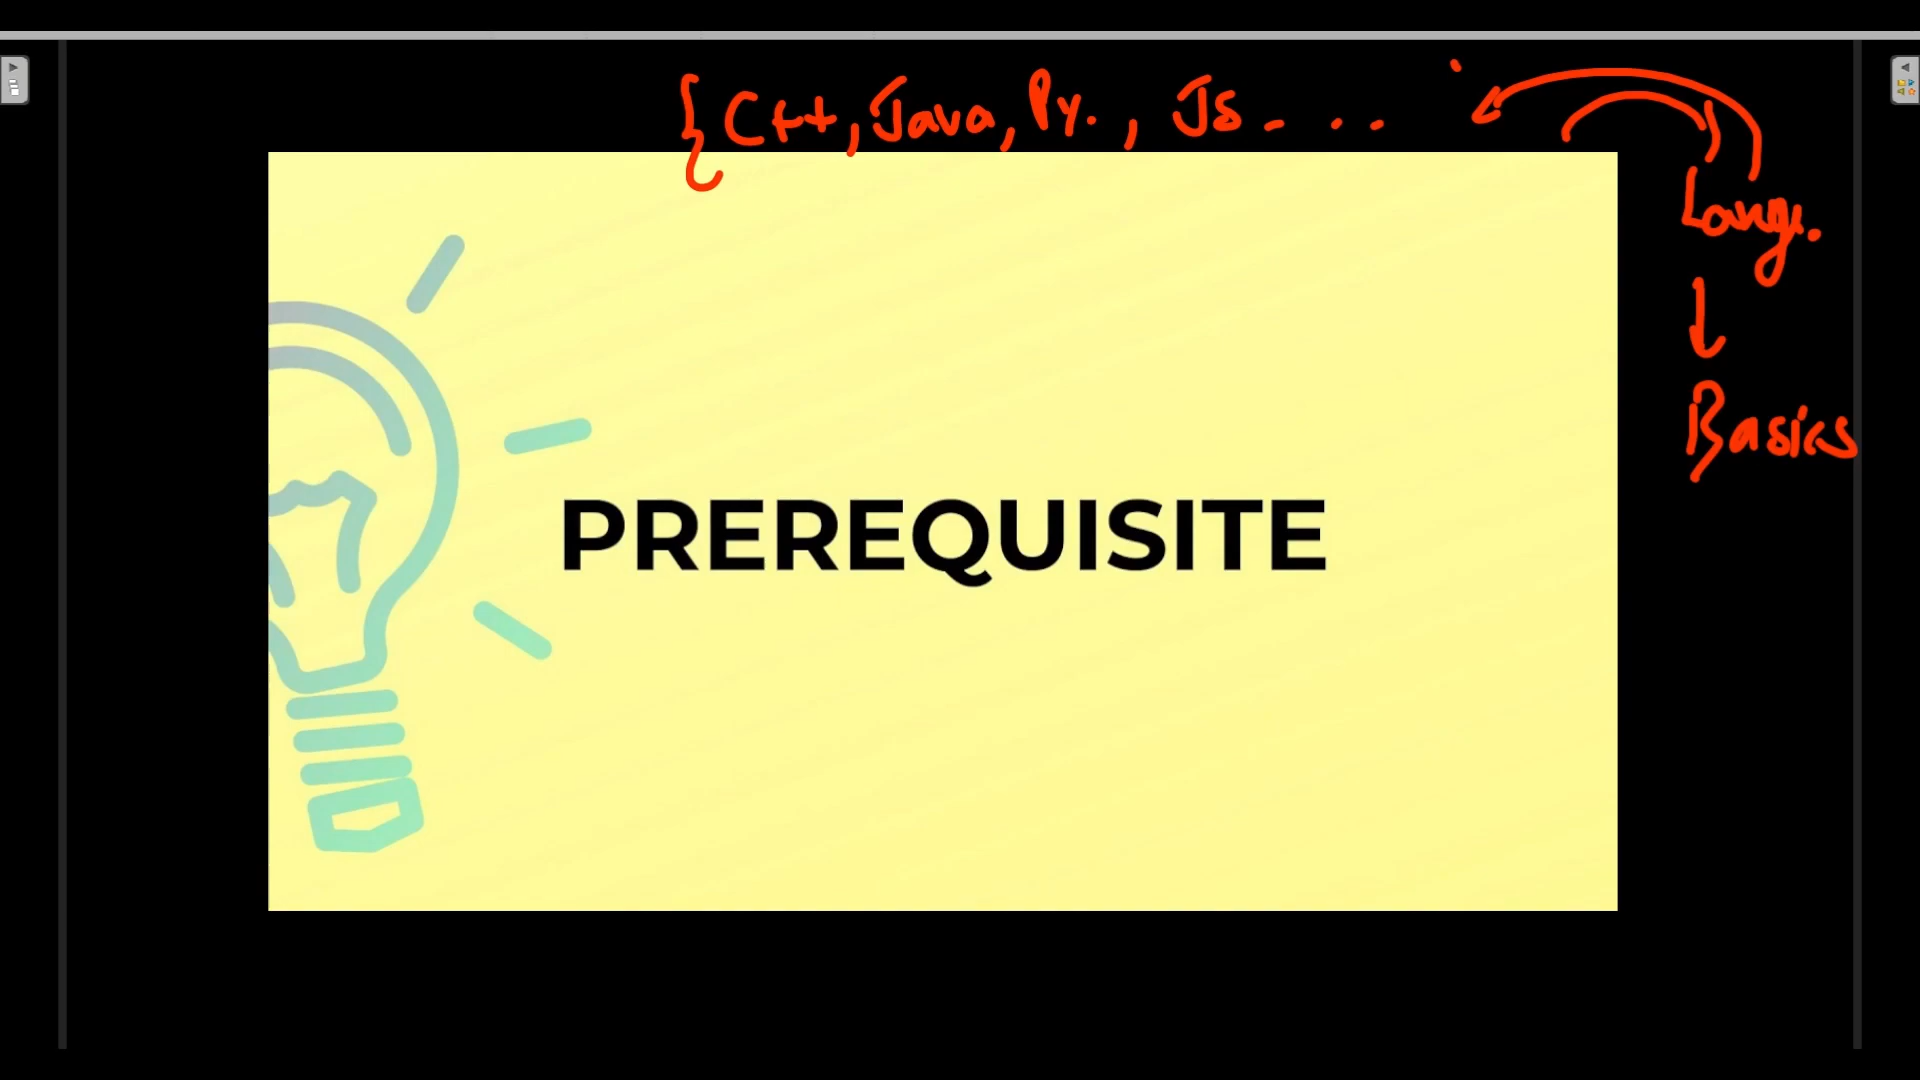 { C++, Java, Py., Js - . . .
Lang.
Basics
PREREQUISITE